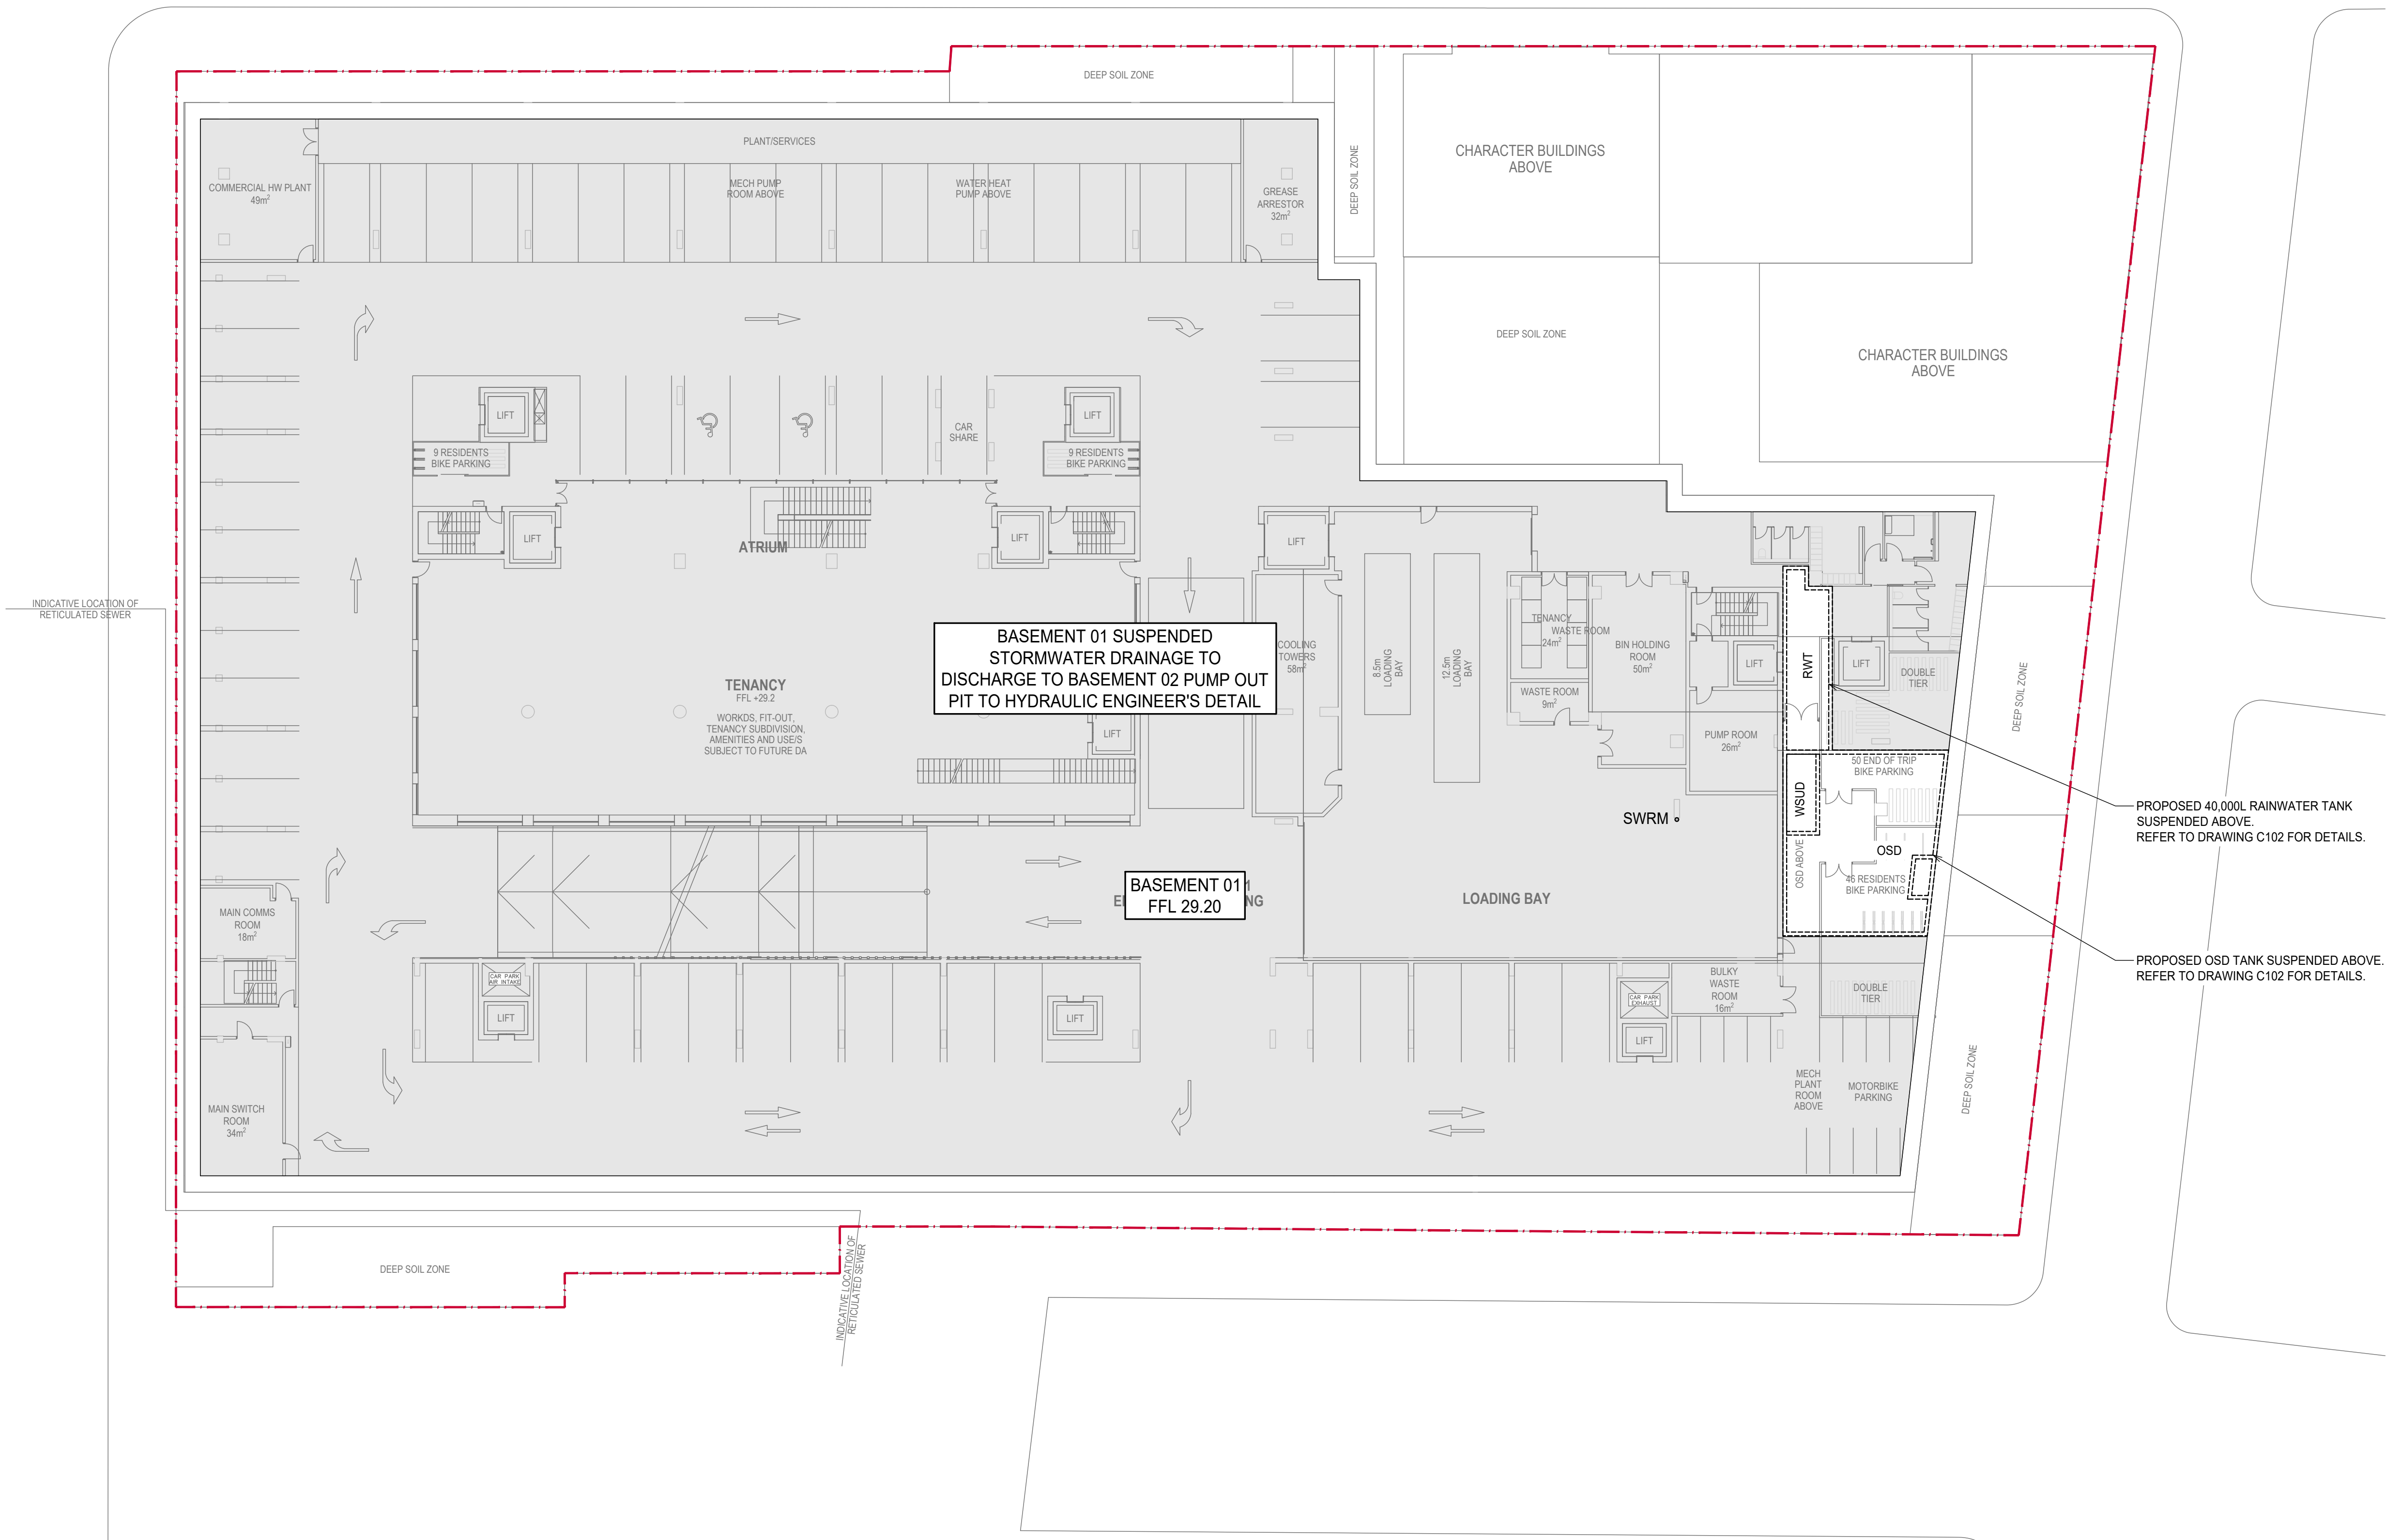 DEEP SOIL ZONE
PLANT/SERVICES
COMMERCIAL HW PLANT
49m²
MECH PUMP
ROOM ABOVE
WATER HEAT
PUMP ABOVE
GREASE
ARRESTOR
32m²
DEEP SOIL ZONE
CHARACTER BUILDINGS
ABOVE
DEEP SOIL ZONE
CHARACTER BUILDINGS
ABOVE
LIFT
9 RESIDENTS
BIKE PARKING
CAR
SHARE
LIFT
9 RESIDENTS
BIKE PARKING
LIFT
ATRIUM
LIFT
LIFT
INDICATIVE LOCATION OF
RETICULATED SEWER
BASEMENT 01 SUSPENDED
STORMWATER DRAINAGE TO
DISCHARGE TO BASEMENT 02 PUMP OUT
PIT TO HYDRAULIC ENGINEER'S DETAIL
TENANCY
FFL +29.2
WORKDS, FIT-OUT,
TENANCY SUBDIVISION,
AMENITIES AND USE/S
SUBJECT TO FUTURE DA
LIFT
COOLING
TOWERS
58m²
8.5m
LOADING
BAY
12.5m
LOADING
BAY
TENANCY
WASTE ROOM
24m²
WASTE ROOM
9m²
BIN HOLDING
ROOM
50m²
LIFT
PUMP ROOM
26m²
RWT
LIFT
DOUBLE
TIER
DEEP SOIL ZONE
50 END OF TRIP
BIKE PARKING
WSUD
SWRM
OSD ABOVE
OSD
46 RESIDENTS
BIKE PARKING
PROPOSED 40,000L RAINWATER TANK
SUSPENDED ABOVE.
REFER TO DRAWING C102 FOR DETAILS.
PROPOSED OSD TANK SUSPENDED ABOVE.
REFER TO DRAWING C102 FOR DETAILS.
BASEMENT 01
FFL 29.20
LOADING BAY
MAIN COMMS
ROOM
18m²
CAR PARK
AIR INTAKE
LIFT
LIFT
CAR PARK
EXHAUST
LIFT
BULKY
WASTE
ROOM
16m²
DOUBLE
TIER
MECH
PLANT
ROOM
ABOVE
MOTORBIKE
PARKING
DEEP SOIL ZONE
MAIN SWITCH
ROOM
34m²
DEEP SOIL ZONE
INDICATIVE LOCATION OF
RETICULATED SEWER